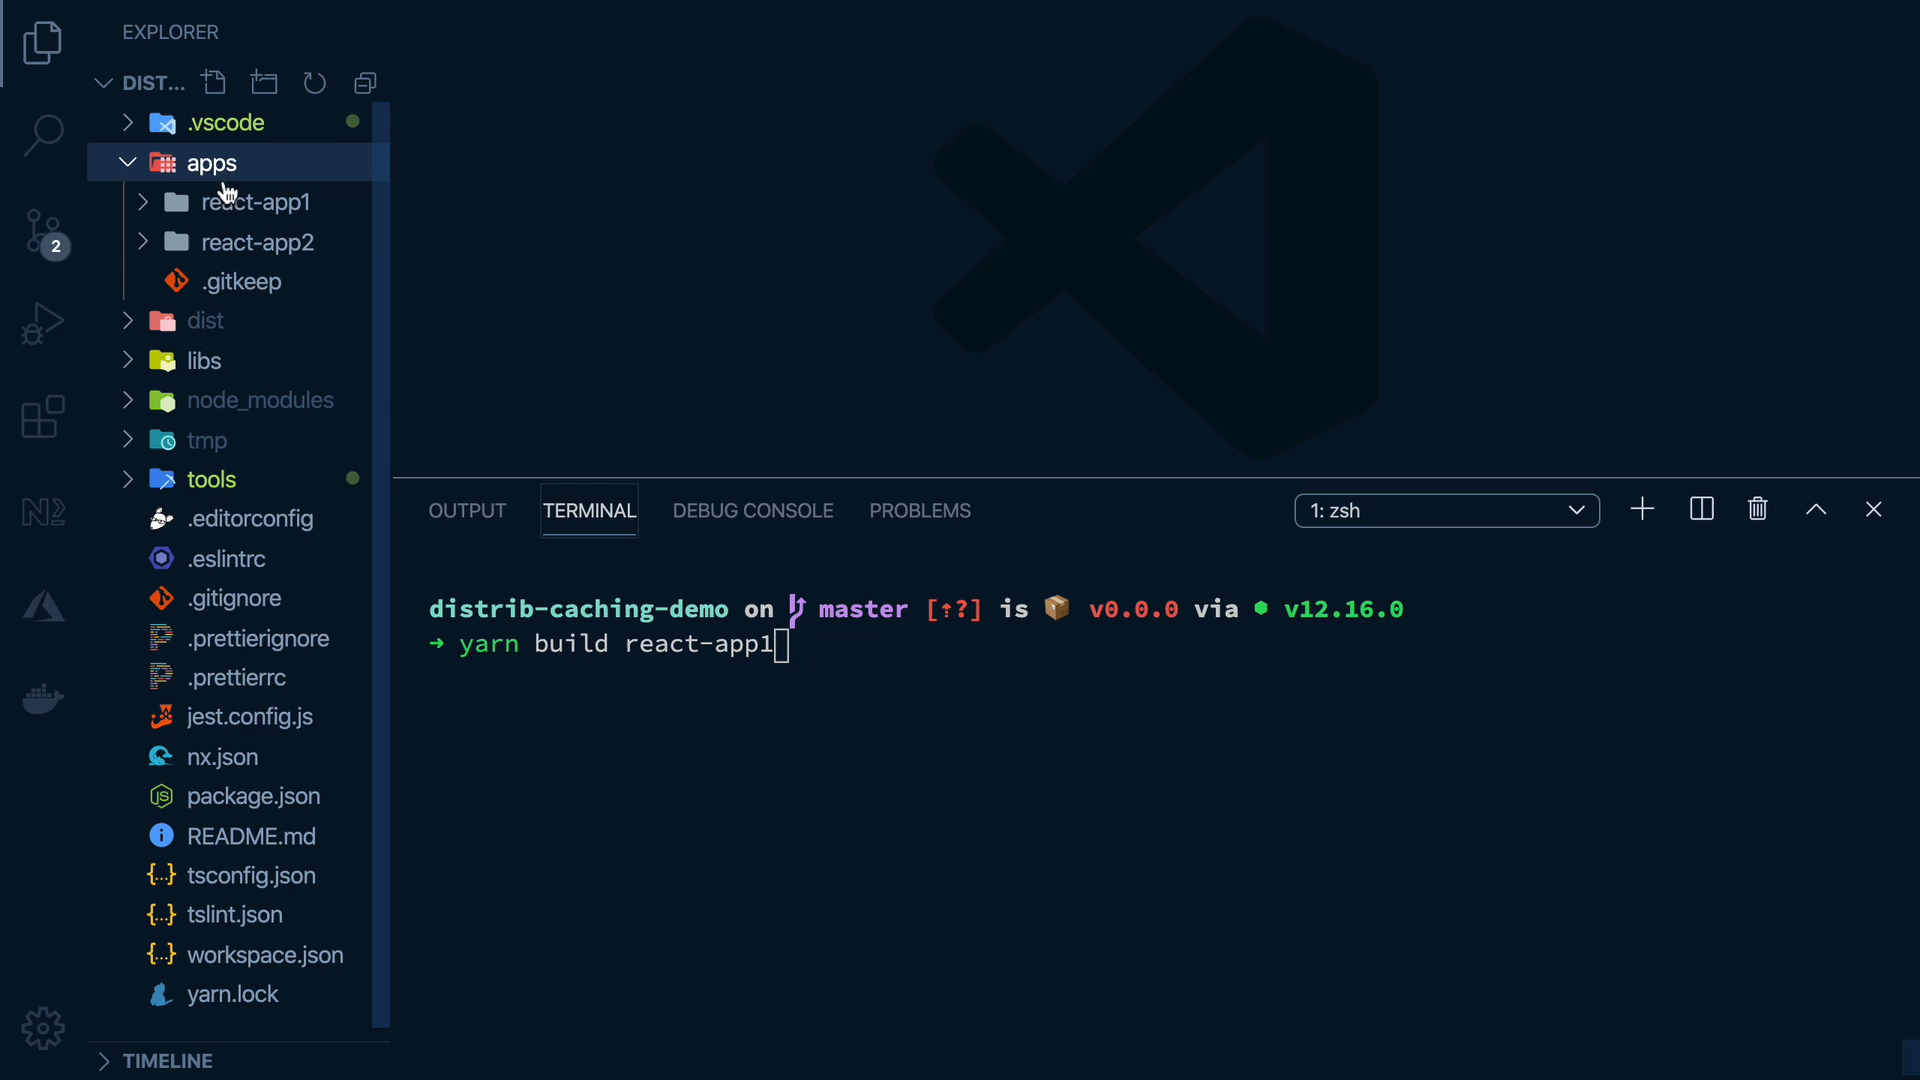 EXPLORER
DIST...
.vscode
apps
react-app1
react-app2
.gitkeep
dist
libs
node_modules
tmp
tools
.editorconfig
.eslintrc
.gitignore
.prettierignore
.prettierrc
jest.config.js
nx.json
package.json
README.md
tsconfig.json
tslint.json
workspace.json
yarn.lock
TIMELINE
2
OUTPUT TERMINAL DEBUG CONSOLE PROBLEMS 1: zsh
distrib-caching-demo on master [⇡?] is 📦 v0.0.0 via ⬢ v12.16.0
➜ yarn build react-app1